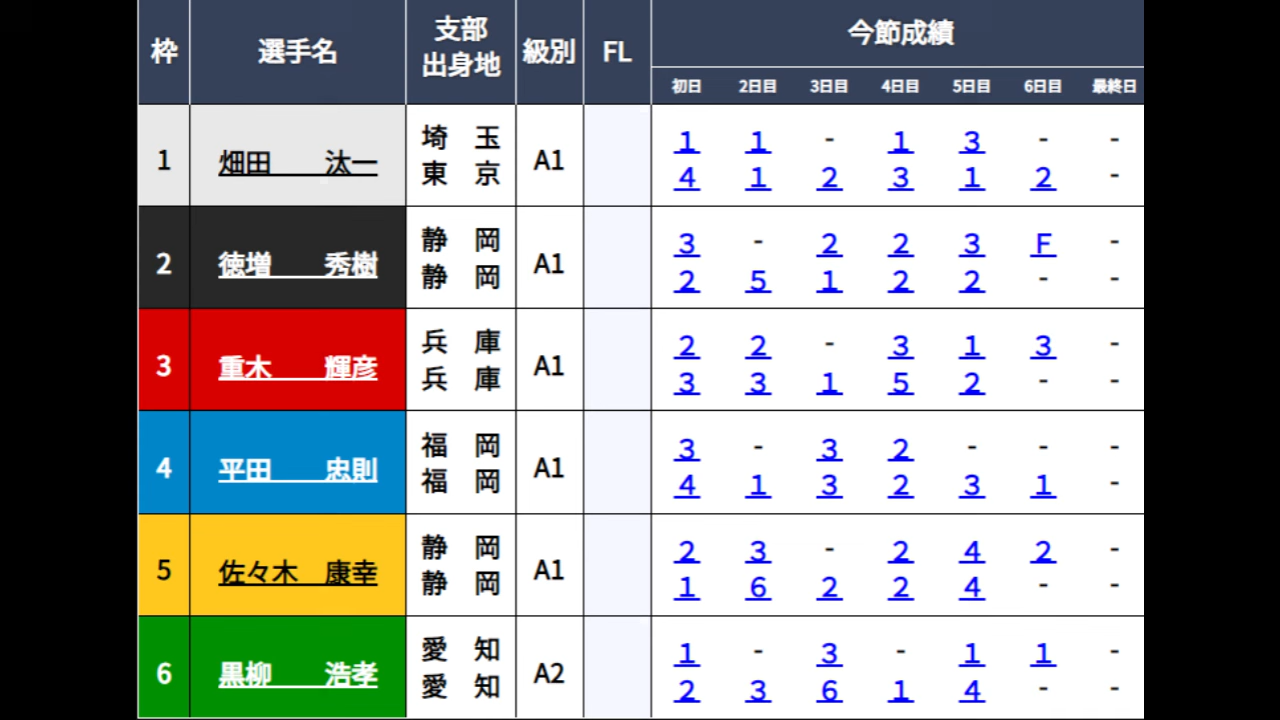 枠 選手名 支部 出身地 級別 FL 今節成績
初日 2日目 3日目 4日目 5日目 6日目 最終日
1 畑田 汰一 埼玉 東京 A1
1 1 - 1 3 - -
4 1 2 3 1 2 -
2 徳増 秀樹 静岡 静岡 A1
3 - 2 2 3 F -
2 5 1 2 2 - -
3 重木 輝彦 兵庫 兵庫 A1
2 2 - 3 1 3 -
3 3 1 5 2 - -
4 平田 忠則 福岡 福岡 A1
3 - 3 2 - - -
4 1 3 2 3 1 -
5 佐々木 康幸 静岡 静岡 A1
2 3 - 2 4 2 -
1 6 2 2 4 - -
6 黒柳 浩孝 愛知 愛知 A2
1 - 3 - 1 1 -
2 3 6 1 4 - -